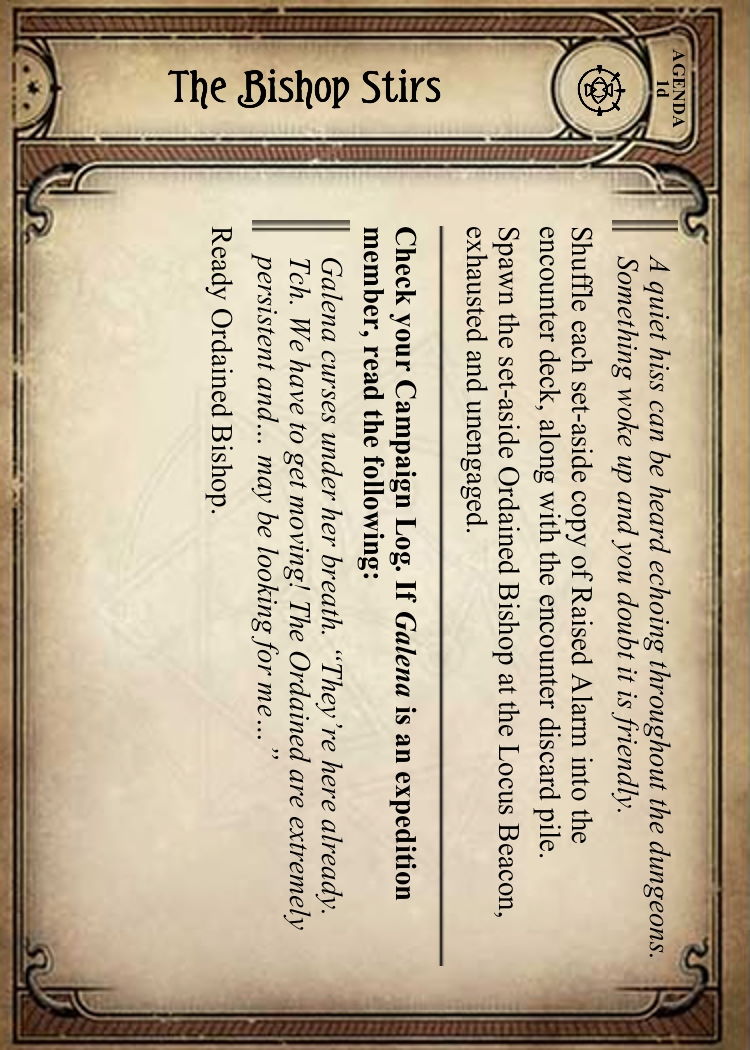 AGENDA
1d
The Bishop Stirs
A quiet hiss can be heard echoing throughout the dungeons.
Something woke up and you doubt it is friendly.
Shuffle each set-aside copy of Raised Alarm into the
encounter deck, along with the encounter discard pile.
Spawn the set-aside Ordained Bishop at the Locus Beacon,
exhausted and unengaged.
Check your Campaign Log. If Galena is an expedition
member, read the following:
Galena curses under her breath. “They’re here already.
Tch. We have to get moving! The Ordained are extremely
persistent and... may be looking for me...”
Ready Ordained Bishop.